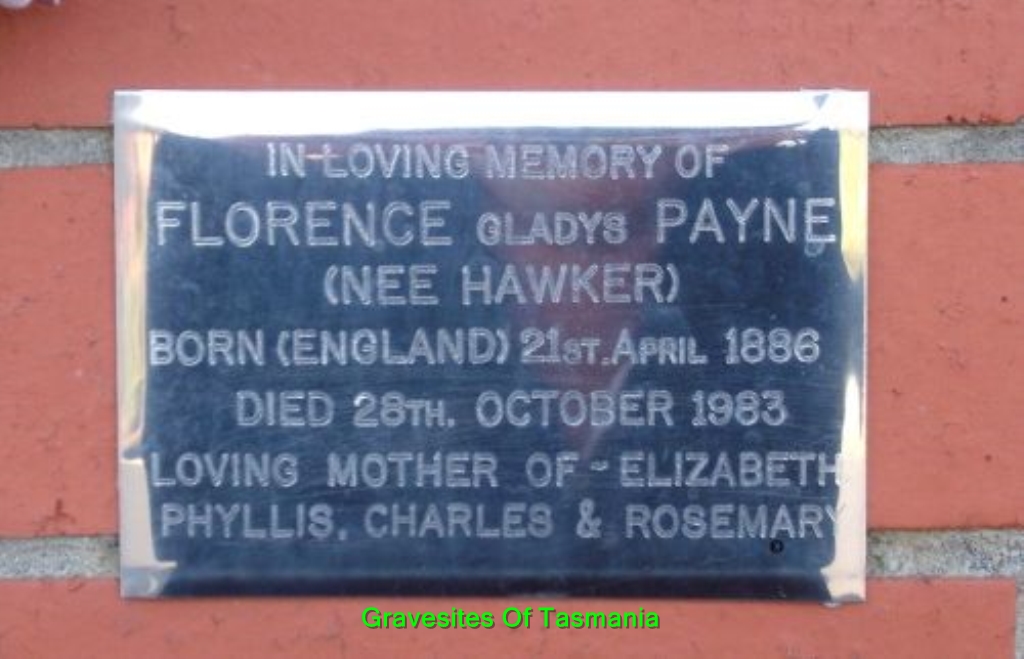 IN LOVING MEMORY OF
FLORENCE GLADYS PAYNE
(NEE HAWKER)
BORN (ENGLAND) 21ST. APRIL 1886
DIED 28TH. OCTOBER 1983
LOVING MOTHER OF ~ ELIZABETH
PHYLLIS, CHARLES & ROSEMARY
Gravesites Of Tasmania